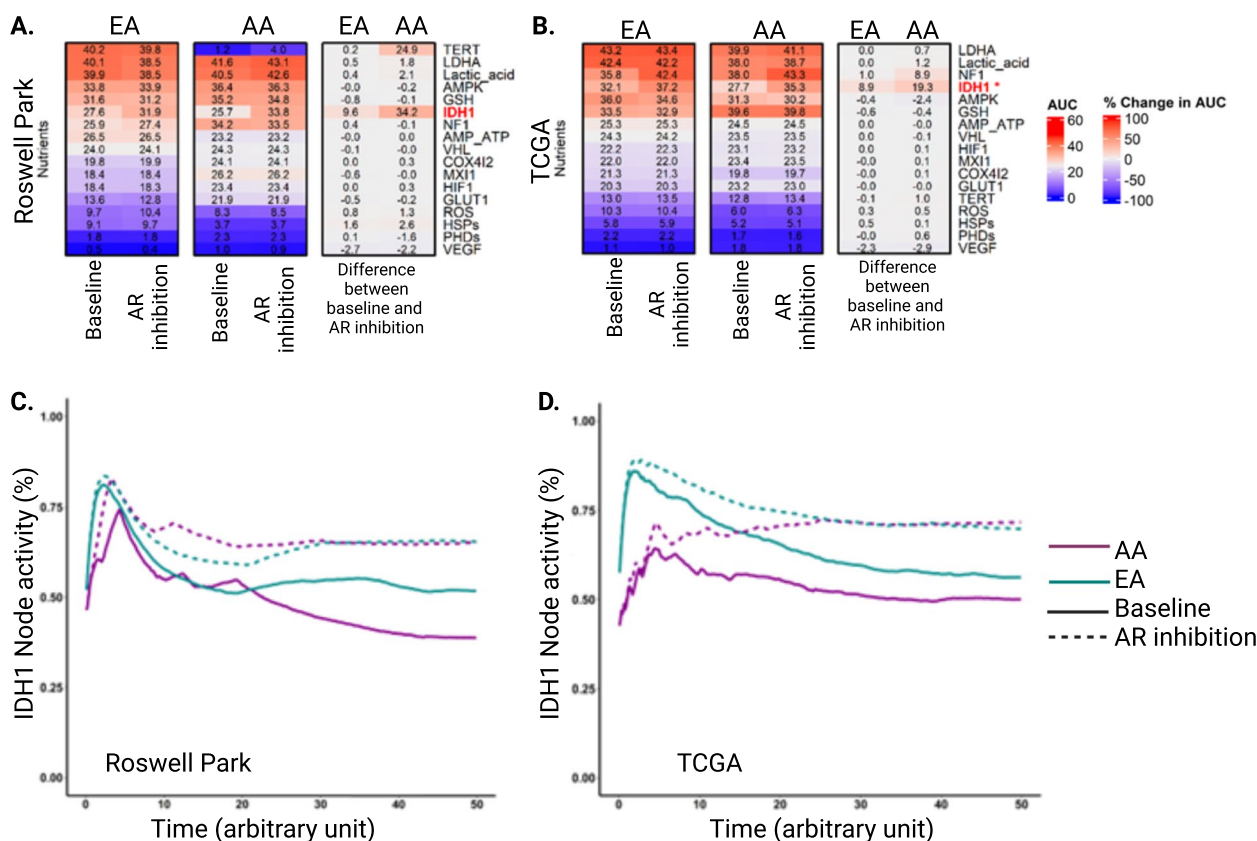 A.
EA AA EA AA
Roswell Park
Nutrients
40.2 39.8 1.2 4.0 0.2 24.9 TERT
40.1 38.5 41.6 43.1 0.5 1.8 LDHA
39.9 38.5 40.5 42.6 0.4 2.1 Lactic_acid
33.8 33.9 36.4 36.3 -0.0 -0.2 AMPK
31.6 31.2 35.2 34.8 -0.8 -0.1 GSH
27.6 31.9 25.7 33.8 9.6 34.2 IDH1
25.9 27.4 34.2 33.5 0.4 -0.1 NF1
26.5 26.5 23.2 23.2 -0.0 0.0 AMP_ATP
24.0 24.1 24.3 24.3 -0.1 -0.0 VHL
19.8 19.9 24.1 24.1 0.0 0.3 COX4I2
18.4 18.4 26.2 26.2 -0.6 -0.0 MXI1
18.4 18.3 23.4 23.4 0.0 0.3 HIF1
13.6 12.8 21.9 21.9 -0.5 -0.2 GLUT1
9.7 10.4 8.3 8.5 0.8 1.3 ROS
9.1 9.7 3.7 3.7 1.6 2.6 HSPs
1.8 1.8 2.3 2.3 0.1 -1.6 PHDs
0.5 0.4 1.0 0.9 -2.7 -2.2 VEGF
Baseline
AR
inhibition
Baseline
AR
inhibition
Difference
between
baseline and
AR inhibition
B.
EA AA EA AA
TCGA
Nutrients
43.2 43.4 39.9 41.1 0.0 0.7 LDHA
42.4 42.2 38.0 38.7 0.0 1.2 Lactic_acid
35.8 42.4 38.0 43.3 1.0 8.9 NF1
32.1 37.2 27.7 35.3 8.9 19.3 IDH1 *
36.0 34.6 31.3 30.2 -0.4 -2.4 AMPK
33.5 32.9 39.6 39.8 -0.6 -0.4 GSH
25.3 25.3 24.5 24.5 0.0 -0.0 AMP_ATP
24.3 24.2 23.5 23.5 0.0 -0.1 VHL
22.2 22.3 23.1 23.2 -0.0 0.1 HIF1
22.0 22.0 23.4 23.5 -0.0 0.1 MXI1
21.3 21.3 19.8 19.7 -0.0 0.1 COX4I2
20.3 20.3 23.2 23.0 -0.0 -0.0 GLUT1
13.0 13.5 12.8 13.4 -0.1 1.0 TERT
10.3 10.4 6.0 6.3 0.3 0.5 ROS
5.8 5.9 5.2 5.1 0.5 0.1 HSPs
2.2 2.2 1.7 1.6 -0.0 0.6 PHDs
1.1 1.0 1.8 1.8 -2.3 -2.9 VEGF
Baseline
AR
inhibition
Baseline
AR
inhibition
Difference
between
baseline and
AR inhibition
AUC
60
40
20
0
% Change in AUC
100
50
0
-50
-100
C.
IDH1 Node activity (%)
1.00
0.75
0.50
0.25
0.00
Roswell Park
0 10 20 30 40 50
Time (arbitrary unit)
D.
IDH1 Node activity (%)
1.00
0.75
0.50
0.25
0.00
TCGA
0 10 20 30 40 50
Time (arbitrary unit)
AA
EA
Baseline
AR inhibition